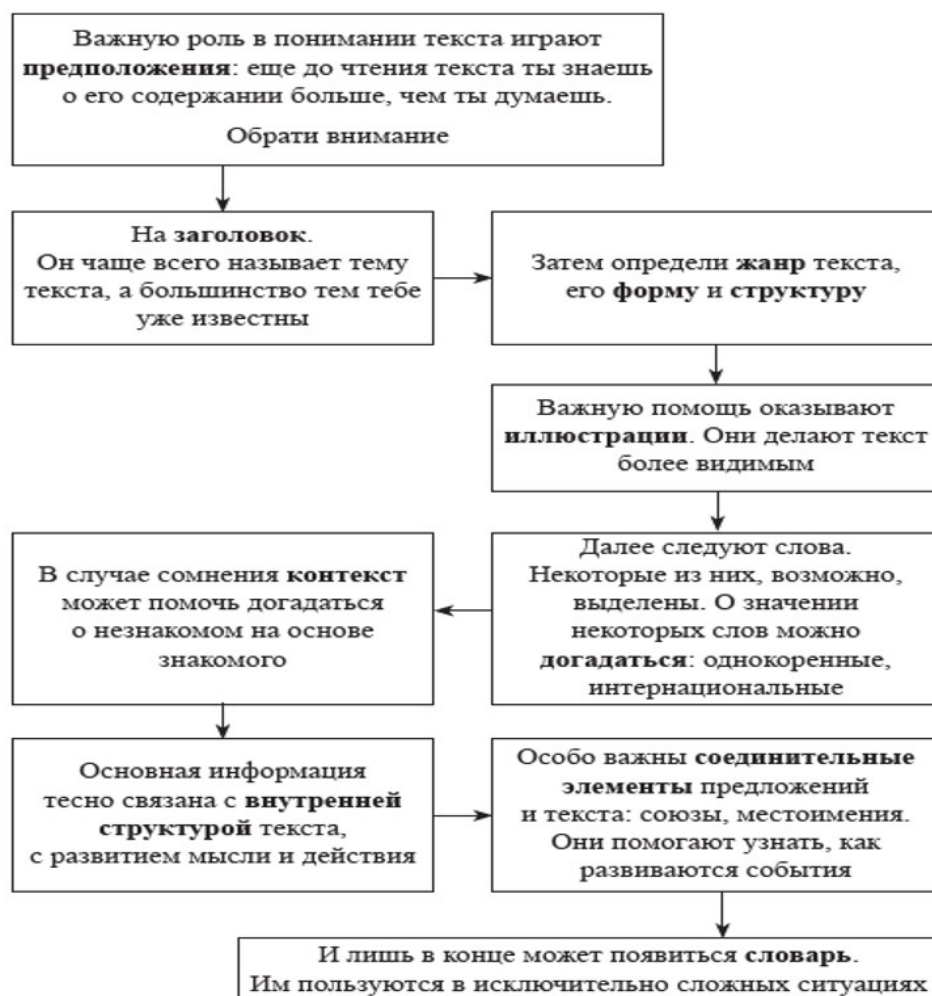 Важную роль в понимании текста играют
предположения: еще до чтения текста ты знаешь
о его содержании больше, чем ты думаешь.
Обрати внимание
На заголовок.
Он чаще всего называет тему
текста, а большинство тем тебе
уже известны
Затем определи жанр текста,
его форму и структуру
Важную помощь оказывают
иллюстрации. Они делают текст
более видимым
Далее следуют слова.
Некоторые из них, возможно,
выделены. О значении
некоторых слов можно
догадаться: однокоренные,
интернациональные
В случае сомнения контекст
может помочь догадаться
о незнакомом на основе
знакомого
Основная информация
тесно связана с внутренней
структурой текста,
с развитием мысли и действия
Особо важны соединительные
элементы предложений
и текста: союзы, местоимения.
Они помогают узнать, как
развиваются события
И лишь в конце может появиться словарь.
Им пользуются в исключительно сложных ситуациях